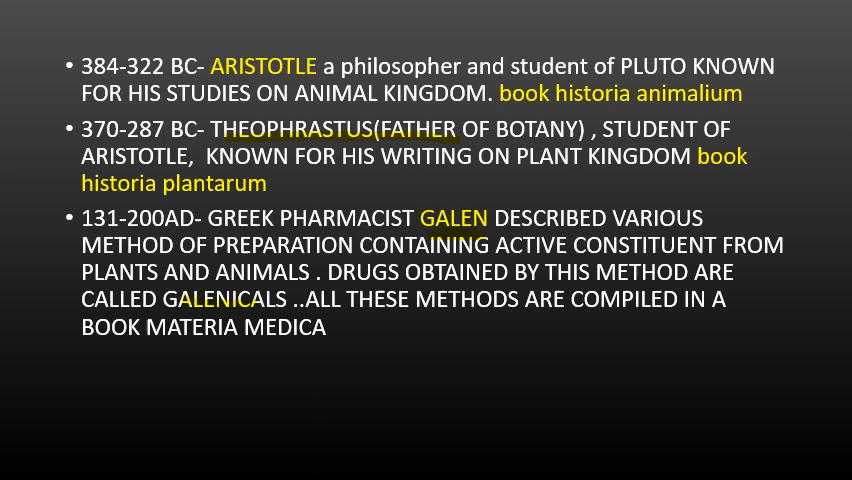 • 384-322 BC- ARISTOTLE a philosopher and student of PLUTO KNOWN
FOR HIS STUDIES ON ANIMAL KINGDOM. book historia animalium
• 370-287 BC- THEOPHRASTUS(FATHER OF BOTANY) , STUDENT OF
ARISTOTLE, KNOWN FOR HIS WRITING ON PLANT KINGDOM book
historia plantarum
• 131-200AD- GREEK PHARMACIST GALEN DESCRIBED VARIOUS
METHOD OF PREPARATION CONTAINING ACTIVE CONSTITUENT FROM
PLANTS AND ANIMALS . DRUGS OBTAINED BY THIS METHOD ARE
CALLED GALENICALS ..ALL THESE METHODS ARE COMPILED IN A
BOOK MATERIA MEDICA